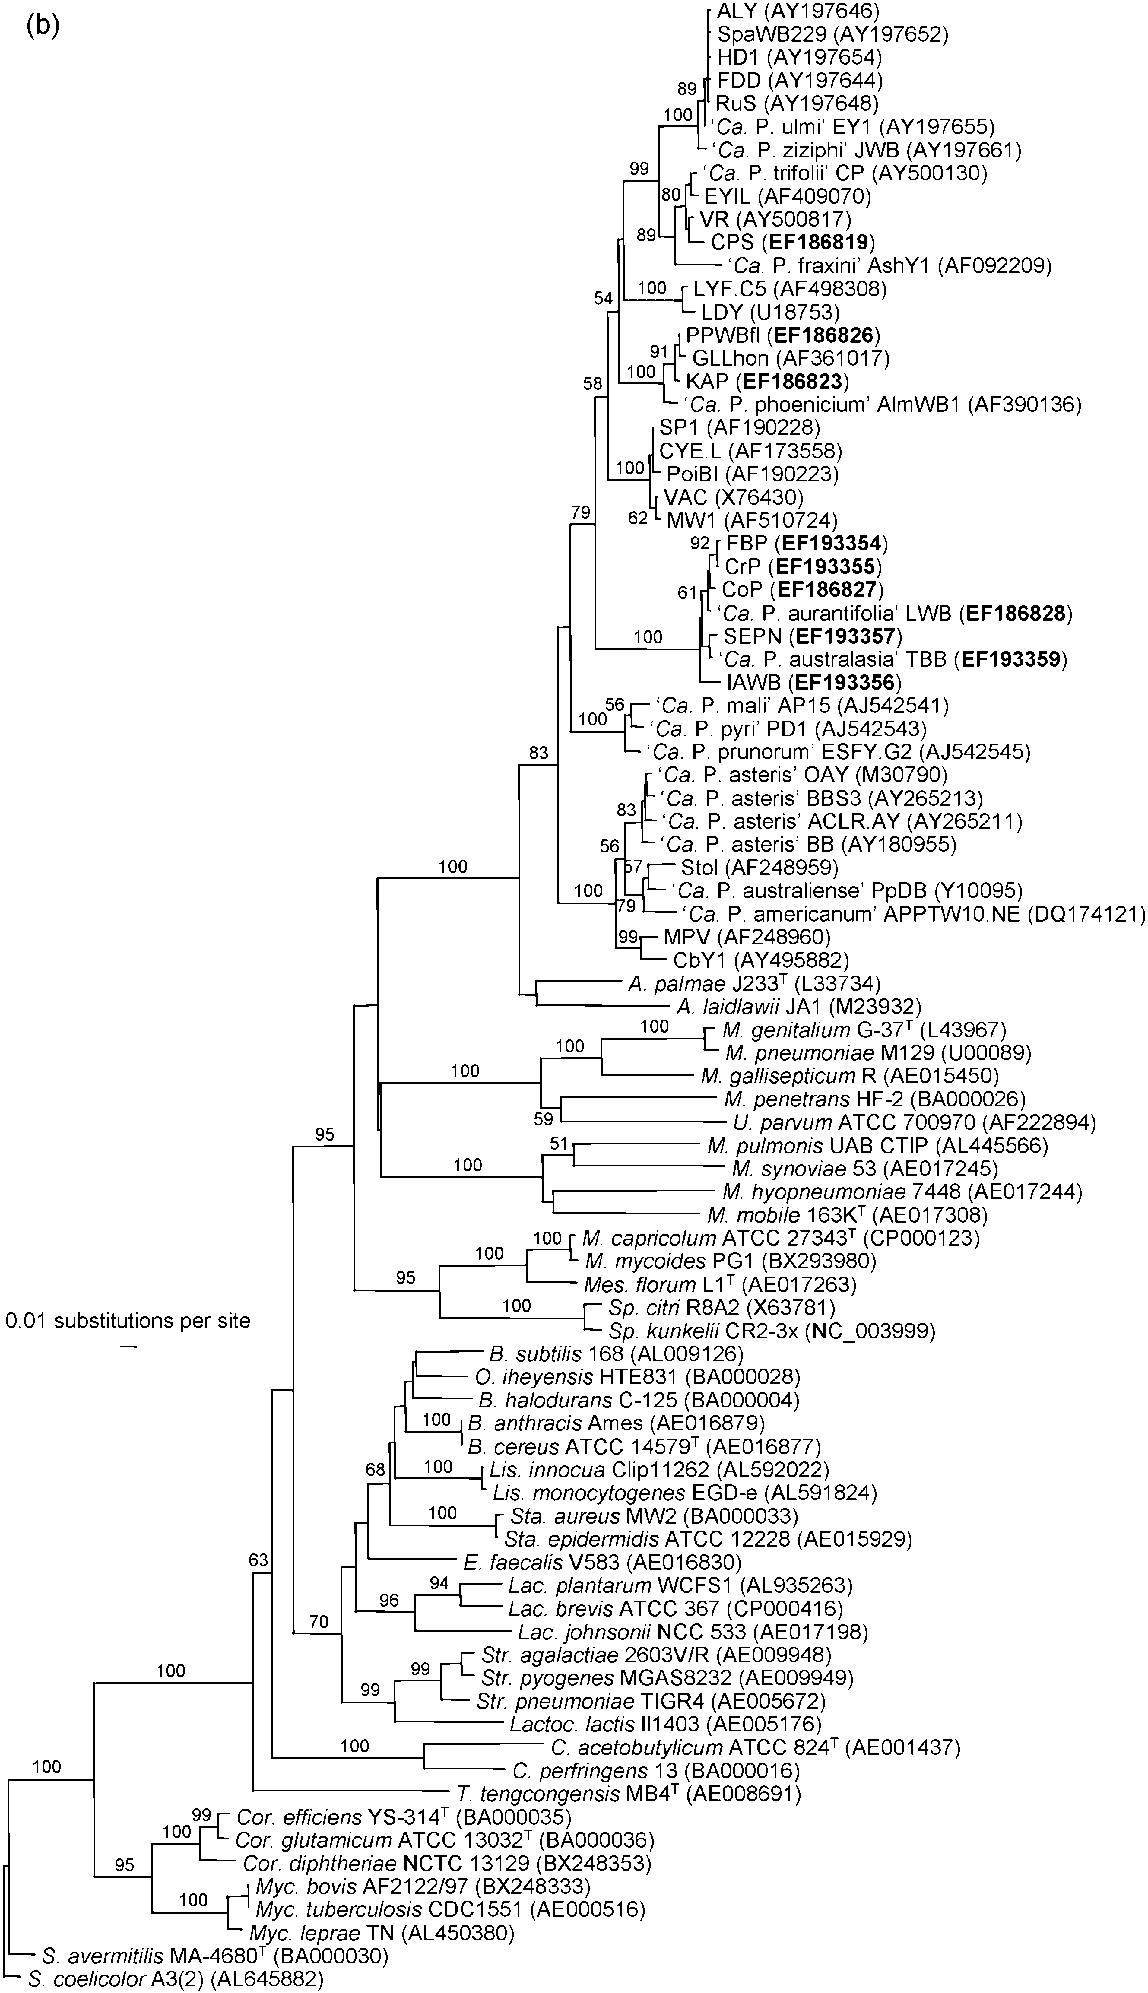 (b)
ALY (AY197646)
SpaWB229 (AY197652)
HD1 (AY197654)
FDD (AY197644)
89
RuS (AY197648)
100
'Ca. P. ulmi' EY1 (AY197655)
'Ca. P. ziziphi' JWB (AY197661)
99
'Ca. P. trifolii' CP (AY500130)
80
EYIL (AF409070)
VR (AY500817)
89
CPS (EF186819)
'Ca. P. fraxini' AshY1 (AF092209)
100
LYF.C5 (AF498308)
54
LDY (U18753)
PPWBfl (EF186826)
91
GLLhon (AF361017)
100
58
KAP (EF186823)
'Ca. P. phoenicium' AlmWB1 (AF390136)
SP1 (AF190228)
CYE.L (AF173558)
100
PoiBI (AF190223)
VAC (X76430)
79
62
MW1 (AF510724)
92
FBP (EF193354)
CrP (EF193355)
61
CoP (EF186827)
'Ca. P. aurantifolia' LWB (EF186828)
100
SEPN (EF193357)
'Ca. P. australasia' TBB (EF193359)
IAWB (EF193356)
56
'Ca. P. mali' AP15 (AJ542541)
100
'Ca. P. pyri' PD1 (AJ542543)
83
'Ca. P. prunorum' ESFY.G2 (AJ542545)
'Ca. P. asteris' OAY (M30790)
'Ca. P. asteris' BBS3 (AY265213)
83
'Ca. P. asteris' ACLR.AY (AY265211)
56
'Ca. P. asteris' BB (AY180955)
100
57
Stol (AF248959)
100
'Ca. P. australiense' PpDB (Y10095)
79
'Ca. P. americanum' APPTW10.NE (DQ174121)
99
MPV (AF248960)
CbY1 (AY495882)
A. palmae J233T (L33734)
A. laidlawii JA1 (M23932)
100
M. genitalium G-37T (L43967)
100
M. pneumoniae M129 (U00089)
100
M. gallisepticum R (AE015450)
M. penetrans HF-2 (BA000026)
59
U. parvum ATCC 700970 (AF222894)
95
51
M. pulmonis UAB CTIP (AL445566)
100
M. synoviae 53 (AE017245)
M. hyopneumoniae 7448 (AE017244)
M. mobile 163KT (AE017308)
100
M. capricolum ATCC 27343T (CP000123)
100
M. mycoides PG1 (BX293980)
95
Mes. florum L1T (AE017263)
100
Sp. citri R8A2 (X63781)
0.01 substitutions per site
Sp. kunkelii CR2-3x (NC_003999)
B. subtilis 168 (AL009126)
O. iheyensis HTE831 (BA000028)
B. halodurans C-125 (BA000004)
100
B. anthracis Ames (AE016879)
B. cereus ATCC 14579T (AE016877)
68
100
Lis. innocua Clip11262 (AL592022)
Lis. monocytogenes EGD-e (AL591824)
100
Sta. aureus MW2 (BA000033)
Sta. epidermidis ATCC 12228 (AE015929)
63
E. faecalis V583 (AE016830)
94
Lac. plantarum WCFS1 (AL935263)
96
Lac. brevis ATCC 367 (CP000416)
70
Lac. johnsonii NCC 533 (AE017198)
Str. agalactiae 2603V/R (AE009948)
100
99
Str. pyogenes MGAS8232 (AE009949)
99
Str. pneumoniae TIGR4 (AE005672)
Lactoc. lactis Il1403 (AE005176)
100
C. acetobutylicum ATCC 824T (AE001437)
100
C. perfringens 13 (BA000016)
T. tengcongensis MB4T (AE008691)
99
Cor. efficiens YS-314T (BA000035)
100
Cor. glutamicum ATCC 13032T (BA000036)
95
Cor. diphtheriae NCTC 13129 (BX248353)
Myc. bovis AF2122/97 (BX248333)
100
Myc. tuberculosis CDC1551 (AE000516)
Myc. leprae TN (AL450380)
S. avermitilis MA-4680T (BA000030)
S. coelicolor A3(2) (AL645882)